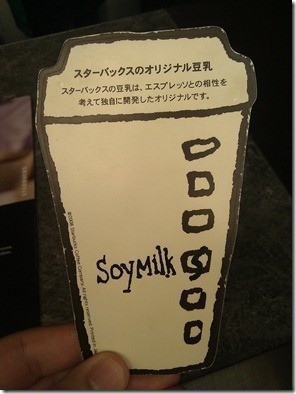 スターバックスのオリジナル豆乳
スターバックスの豆乳は、エスプレッソとの相性を
考えて独自に開発したオリジナルです。
Soymilk S